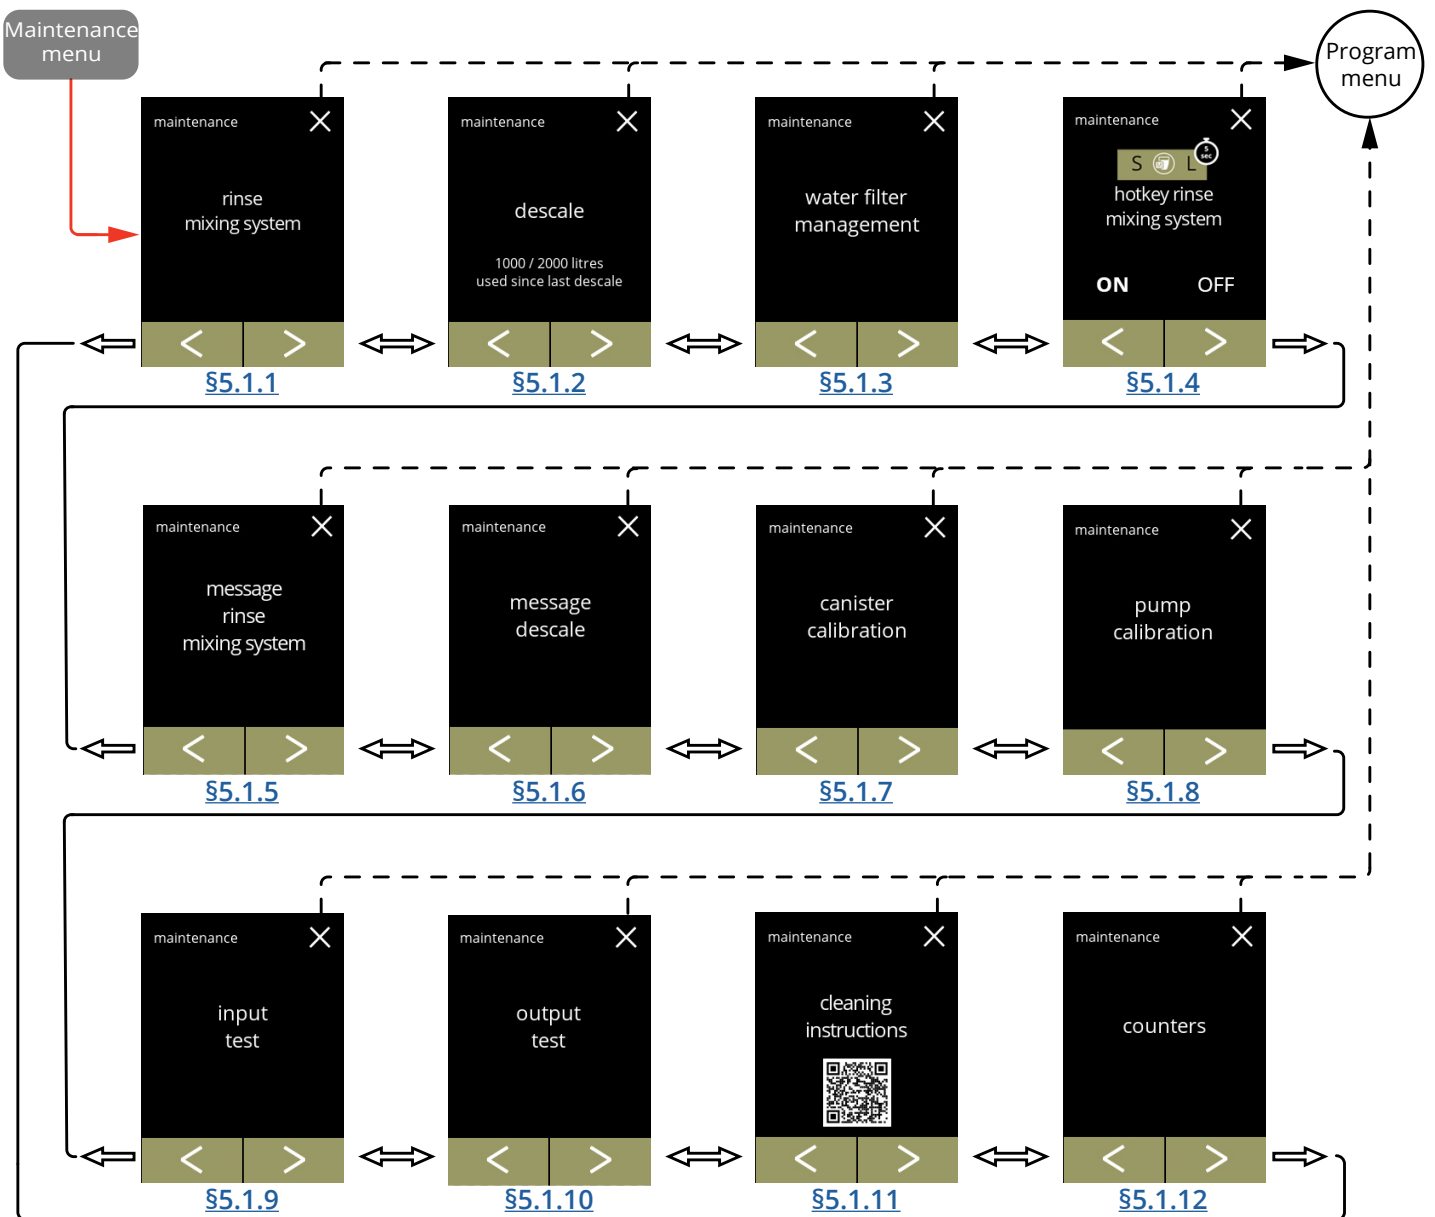 Maintenance
menu
Program
menu
maintenance
rinse
mixing system
§5.1.1
maintenance
descale
1000 / 2000 litres
used since last descale
§5.1.2
maintenance
water filter
management
§5.1.3
maintenance
S L
5
sec
hotkey rinse
mixing system
ON OFF
§5.1.4
maintenance
message
rinse
mixing system
§5.1.5
maintenance
message
descale
§5.1.6
maintenance
canister
calibration
§5.1.7
maintenance
pump
calibration
§5.1.8
maintenance
input
test
§5.1.9
maintenance
output
test
§5.1.10
maintenance
cleaning
instructions
§5.1.11
maintenance
counters
§5.1.12